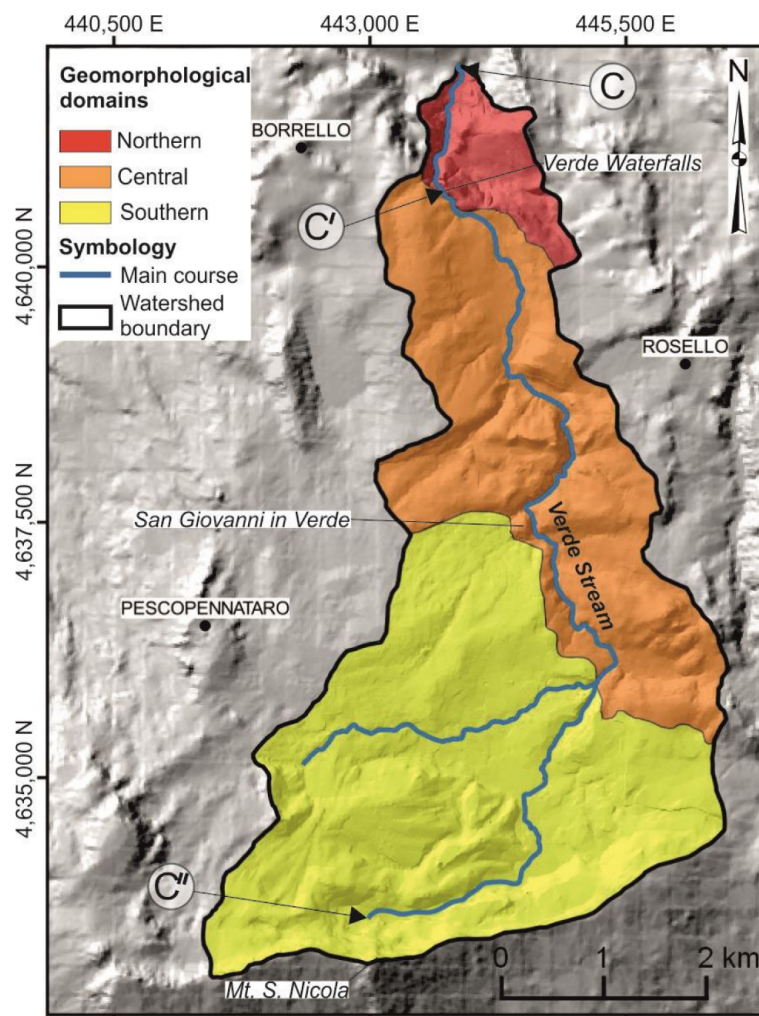 440,500 E
443,000 E
445,500 E
Geomorphological
domains
Northern
Central
Southern
Symbology
Main course
Watershed
boundary
N
C
BORRELLO
Verde Waterfalls
C'
4,640,000 N
ROSELLO
San Giovanni in Verde
4,637,500 N
Verde Stream
PESCOPENNATARO
4,635,000 N
C"
0 1 2 km
Mt. S. Nicola